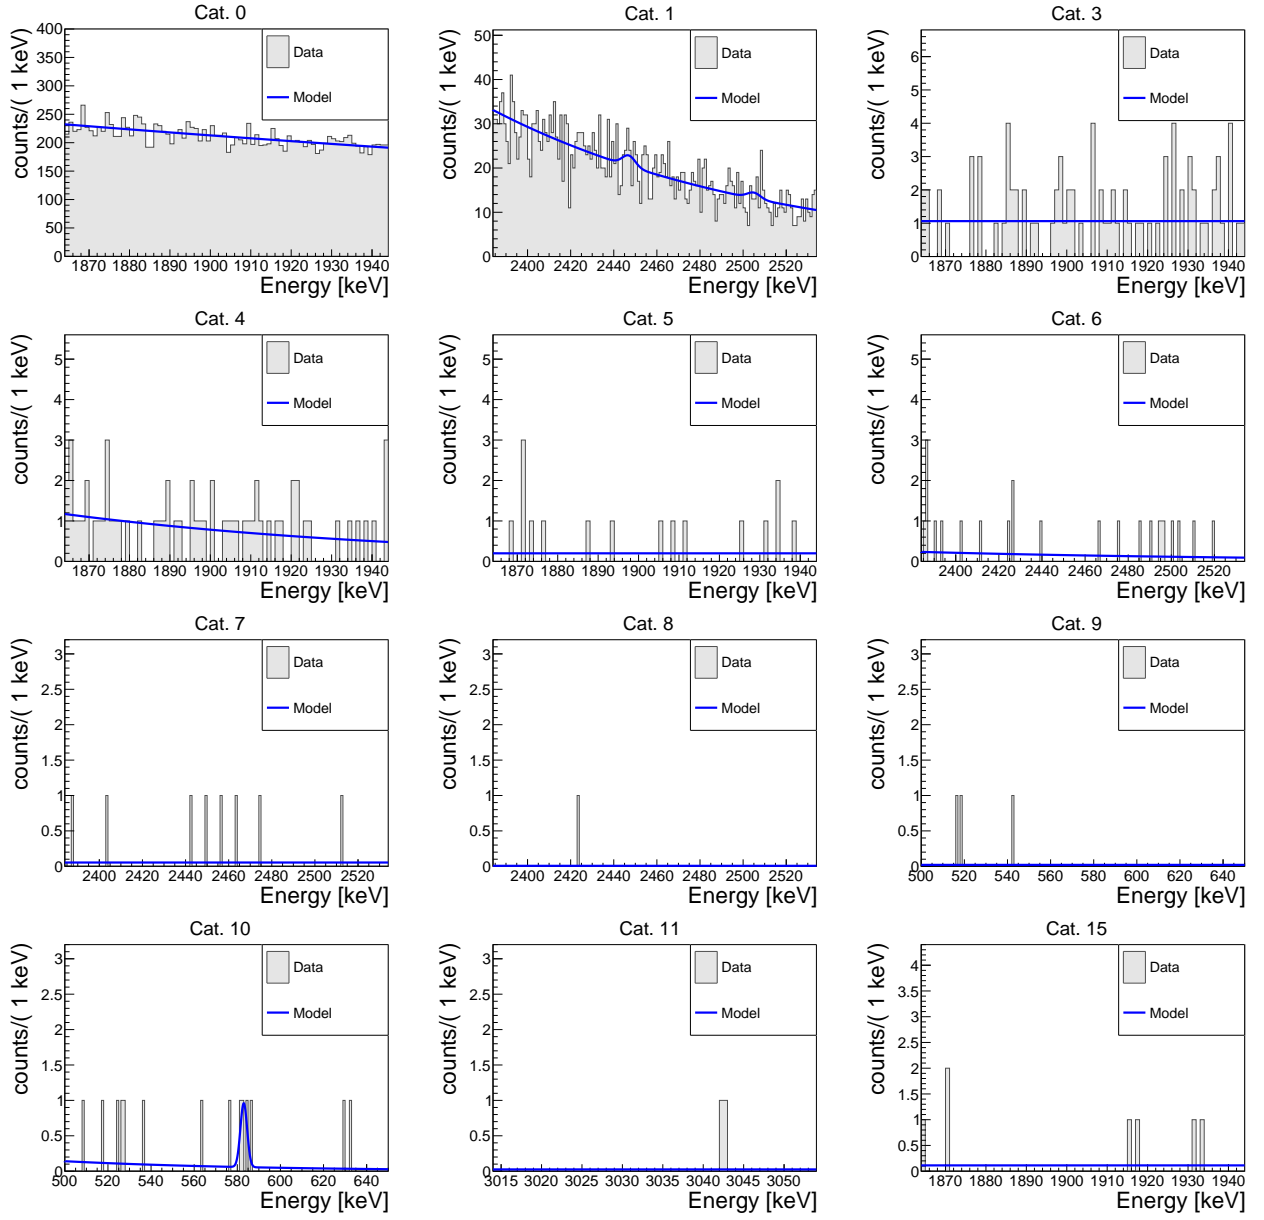 Cat. 0
counts/( 1 keV)
400
350
300
250
200
150
100
50
0
1870 1880 1890 1900 1910 1920 1930 1940
Energy [keV]
Data
Model
Cat. 1
counts/( 1 keV)
50
40
30
20
10
0
2400 2420 2440 2460 2480 2500 2520
Energy [keV]
Data
Model
Cat. 3
counts/( 1 keV)
6
5
4
3
2
1
0
1870 1880 1890 1900 1910 1920 1930 1940
Energy [keV]
Data
Model
Cat. 4
counts/( 1 keV)
5
4
3
2
1
0
1870 1880 1890 1900 1910 1920 1930 1940
Energy [keV]
Data
Model
Cat. 5
counts/( 1 keV)
5
4
3
2
1
0
1870 1880 1890 1900 1910 1920 1930 1940
Energy [keV]
Data
Model
Cat. 6
counts/( 1 keV)
5
4
3
2
1
0
2400 2420 2440 2460 2480 2500 2520
Energy [keV]
Data
Model
Cat. 7
counts/( 1 keV)
3
2.5
2
1.5
1
0.5
0
2400 2420 2440 2460 2480 2500 2520
Energy [keV]
Data
Model
Cat. 8
counts/( 1 keV)
3
2.5
2
1.5
1
0.5
0
2400 2420 2440 2460 2480 2500 2520
Energy [keV]
Data
Model
Cat. 9
counts/( 1 keV)
3
2.5
2
1.5
1
0.5
0
500 520 540 560 580 600 620 640
Energy [keV]
Data
Model
Cat. 10
counts/( 1 keV)
3
2.5
2
1.5
1
0.5
0
500 520 540 560 580 600 620 640
Energy [keV]
Data
Model
Cat. 11
counts/( 1 keV)
3
2.5
2
1.5
1
0.5
0
3015 3020 3025 3030 3035 3040 3045 3050
Energy [keV]
Data
Model
Cat. 15
counts/( 1 keV)
4
3.5
3
2.5
2
1.5
1
0.5
0
1870 1880 1890 1900 1910 1920 1930 1940
Energy [keV]
Data
Model